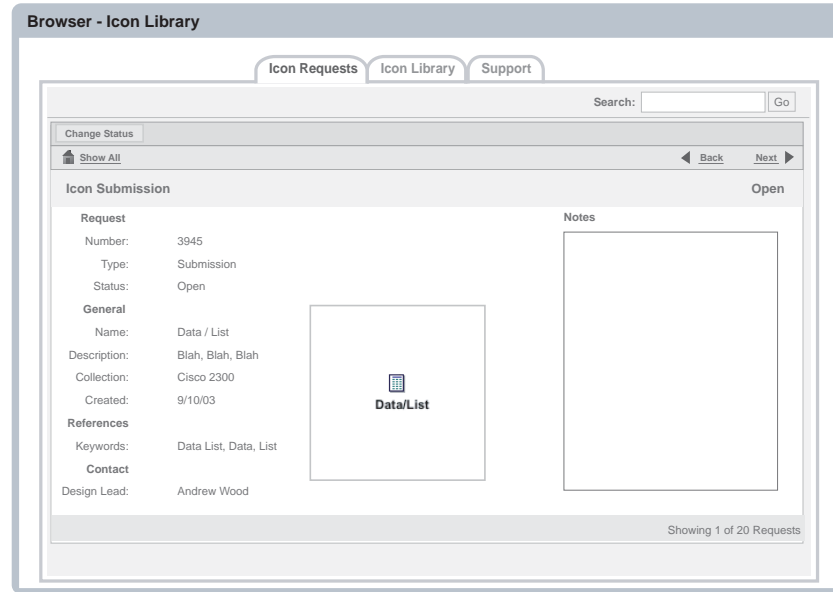 Browser - Icon Library
Icon Requests Icon Library Support
Search: Go
Change Status
Show All Back Next
Icon Submission Open
Request Notes
Number: 3945
Type: Submission
Status: Open
General
Name: Data / List
Description: Blah, Blah, Blah
Collection: Cisco 2300
Created: 9/10/03
Data/List
References
Keywords: Data List, Data, List
Contact
Design Lead: Andrew Wood
Showing 1 of 20 Requests